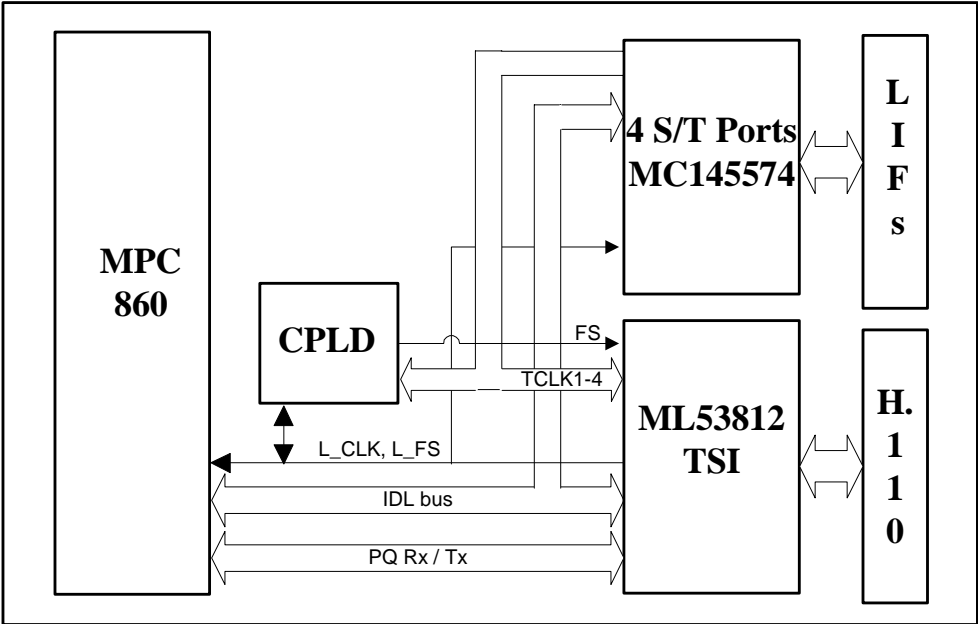 MPC
860
CPLD
4 S/T Ports
MC145574
L
I
F
s
FS
TCLK1-4
ML53812
TSI
H.
1
1
0
L_CLK, L_FS
IDL bus
PQ Rx / Tx